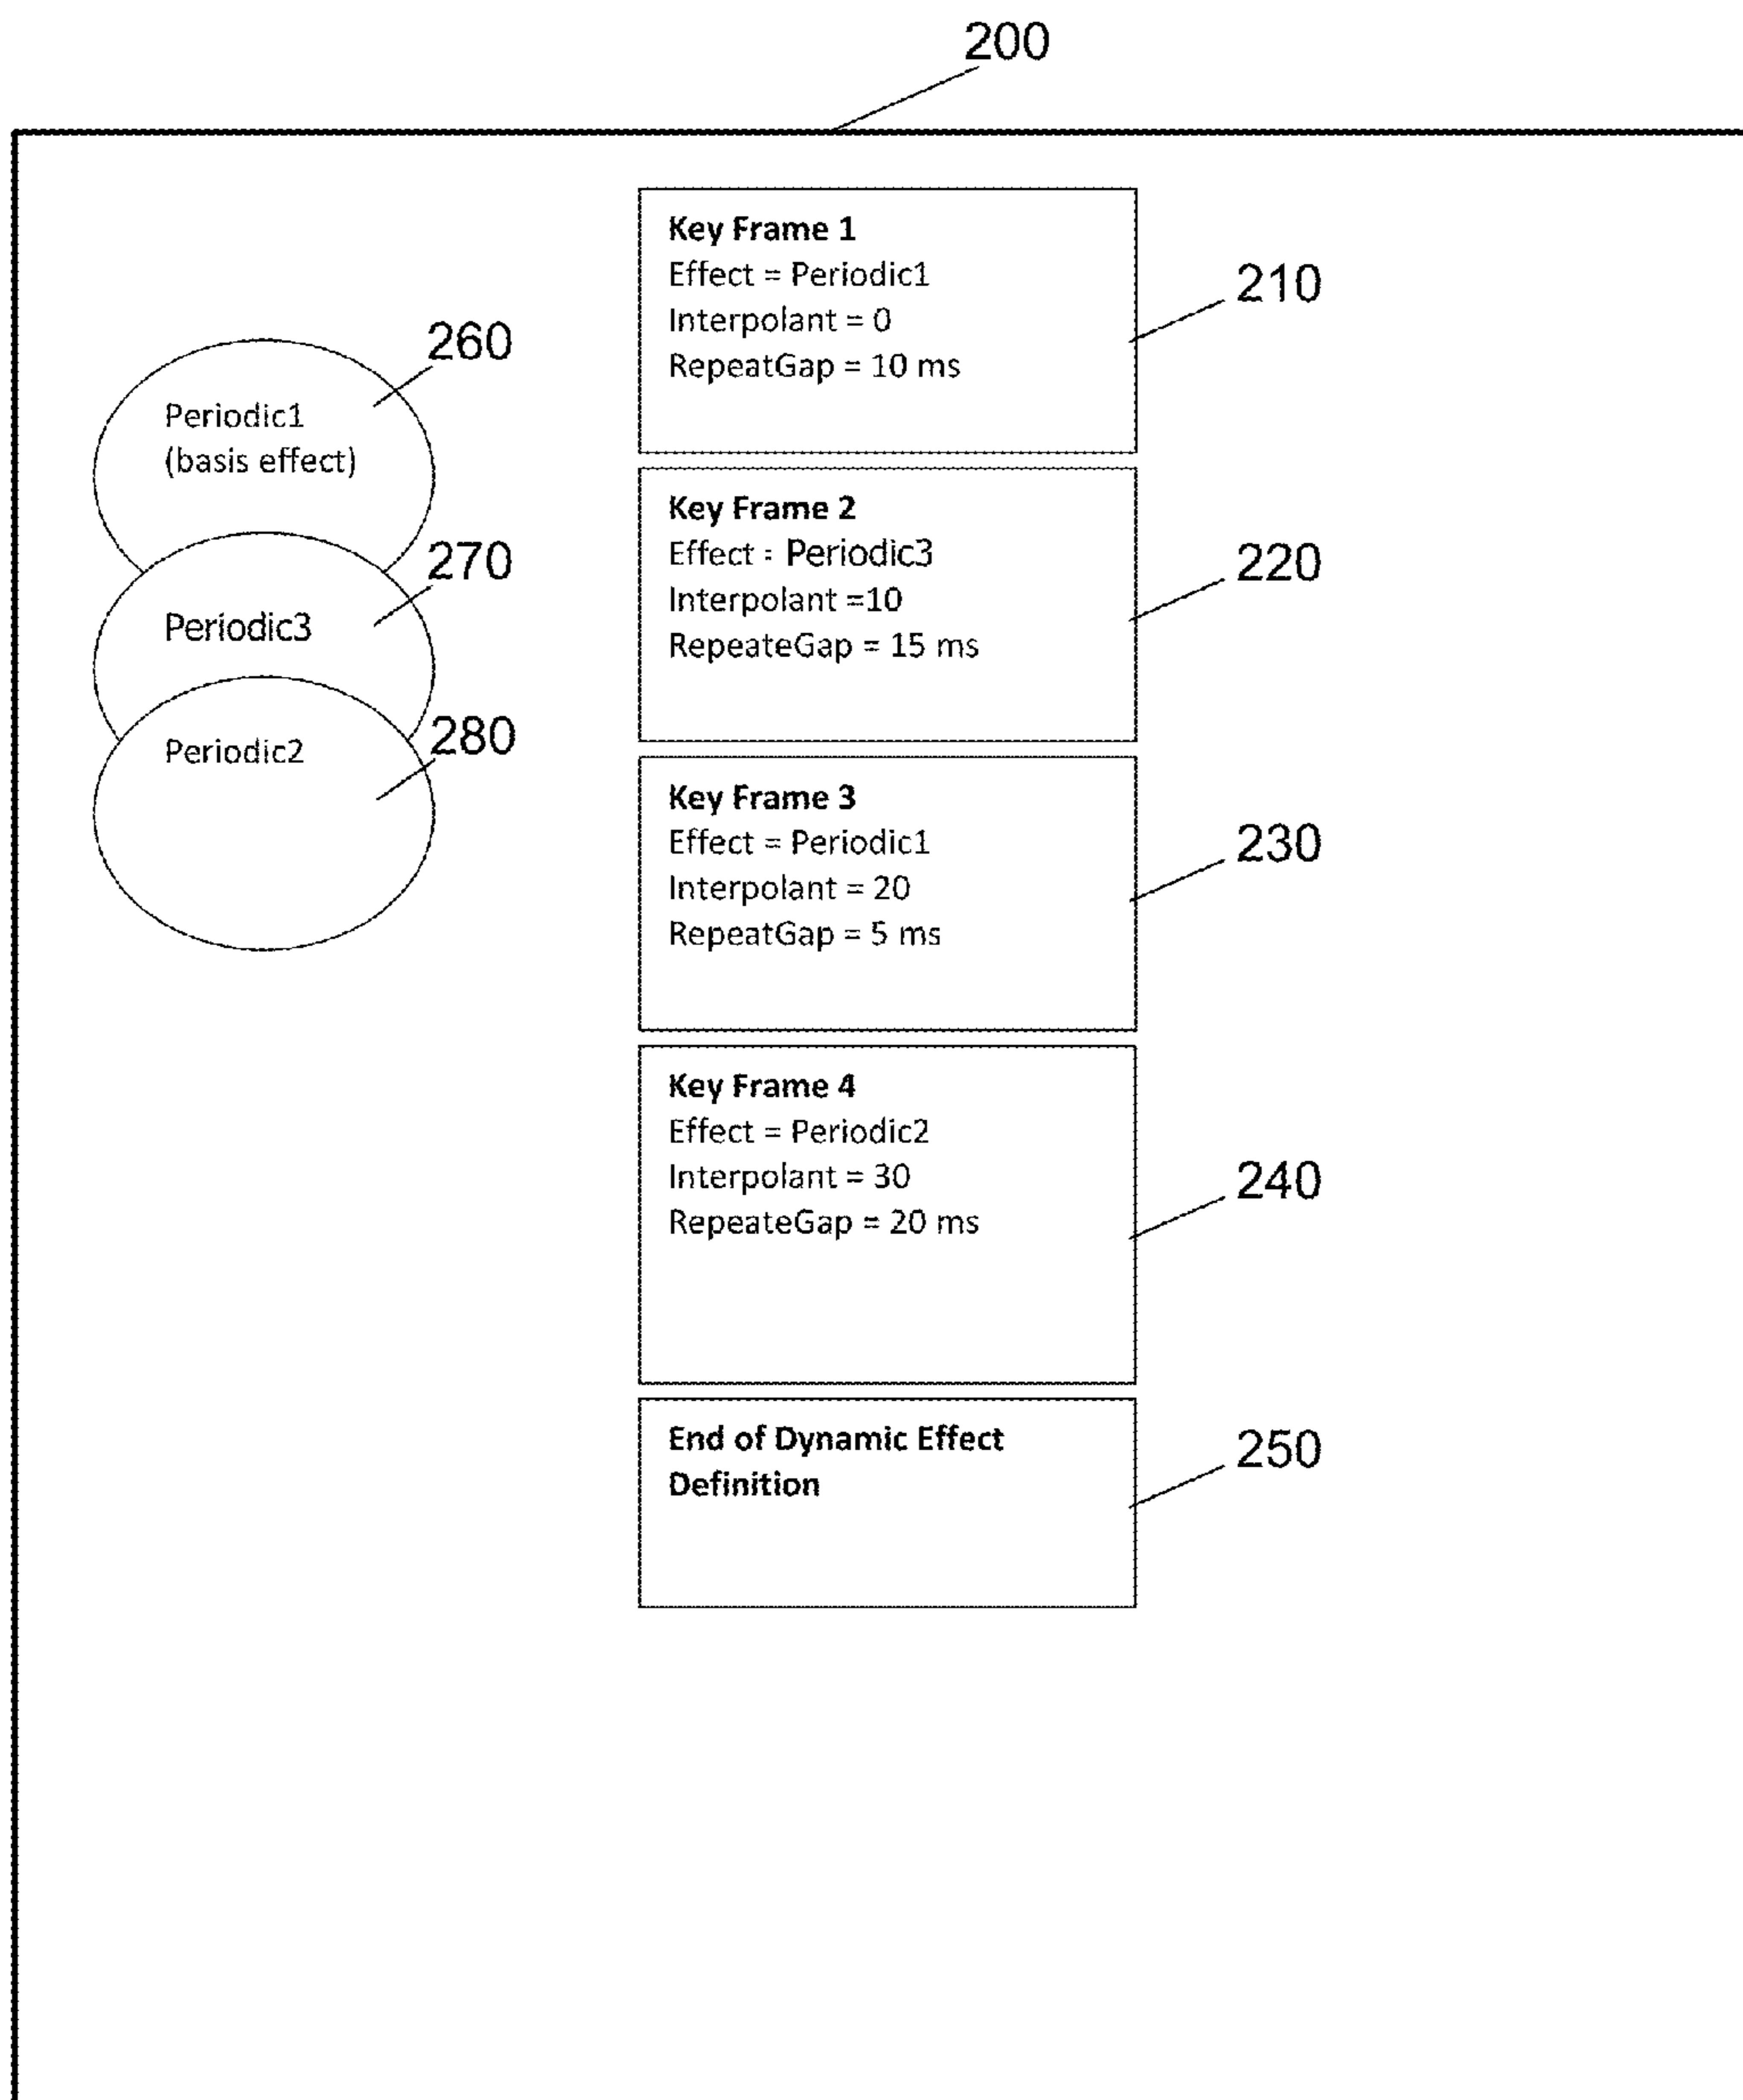 200
Key Frame 1
Effect = Periodic1
Interpolant = 0
RepeatGap = 10 ms
210
260
Periodic1
(basis effect)
Key Frame 2
Effect = Periodic3
Interpolant =10
RepeateGap = 15 ms
220
270
Periodic3
280
Periodic2
Key Frame 3
Effect = Periodic1
Interpolant = 20
RepeatGap = 5 ms
230
Key Frame 4
Effect = Periodic2
Interpolant = 30
RepeateGap = 20 ms
240
End of Dynamic Effect
Definition
250